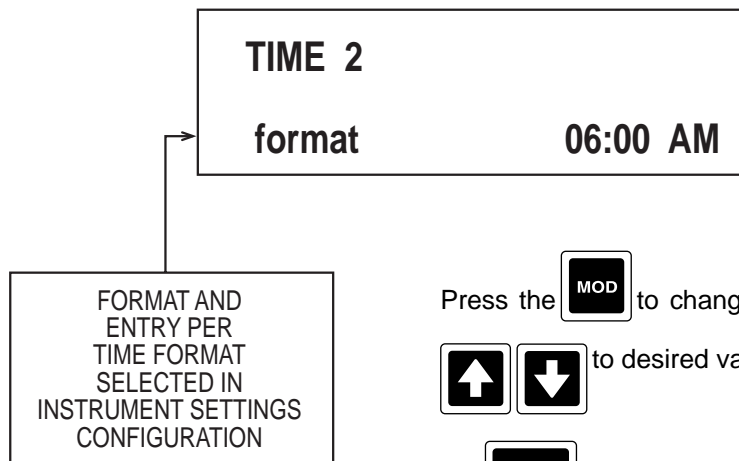 TIME 2
format 06:00 AM
FORMAT AND
ENTRY PER
TIME FORMAT
SELECTED IN
INSTRUMENT SETTINGS
CONFIGURATION
Press the MOD to chang
to desired va